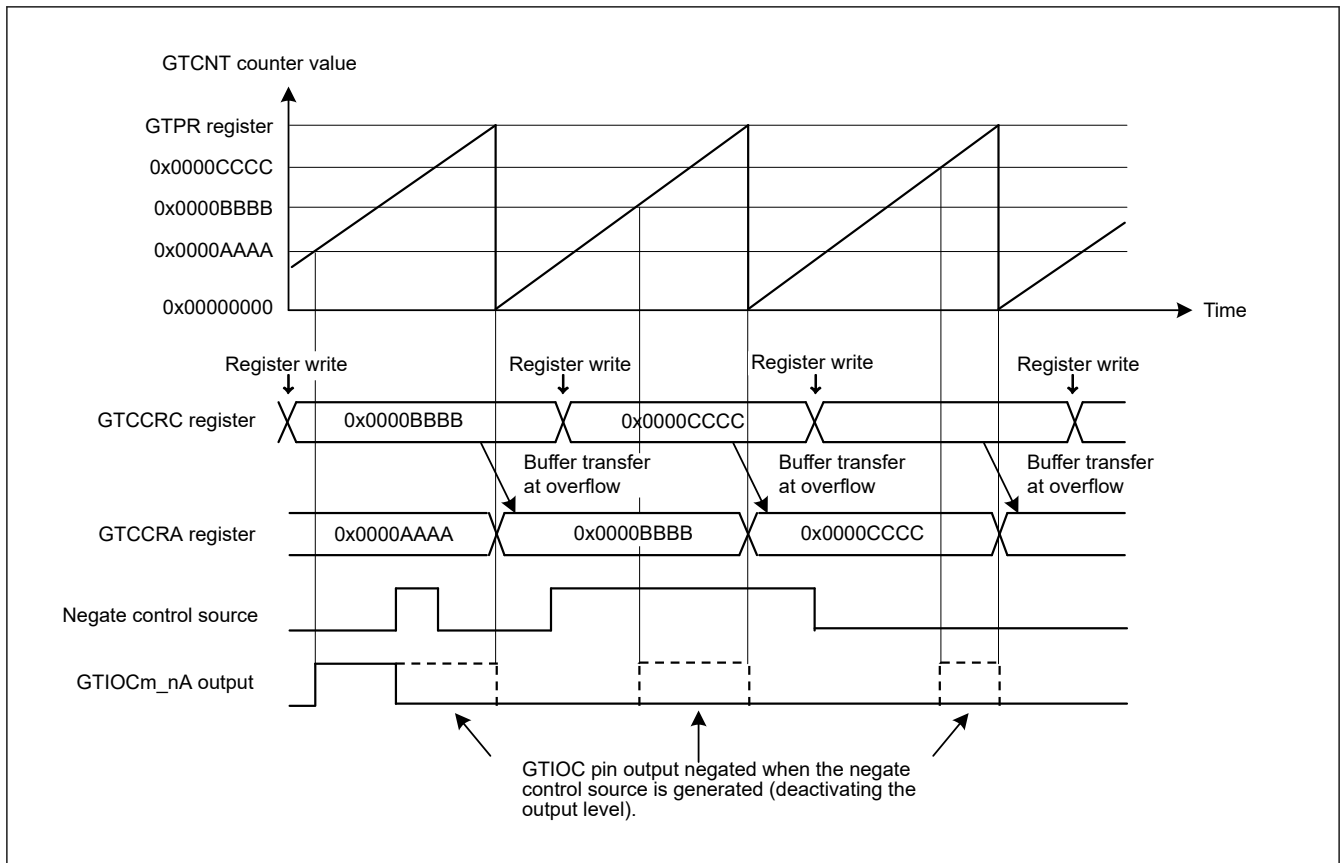 GTCNT counter value
GTPR register
0x0000CCCC
0x0000BBBB
0x0000AAAA
0x00000000
Time
Register write
Register write
Register write
Register write
GTCCRC register
0x0000BBBB
0x0000CCCC
Buffer transfer
at overflow
Buffer transfer
at overflow
Buffer transfer
at overflow
GTCCRA register
0x0000AAAA
0x0000BBBB
0x0000CCCC
Negate control source
GTIOCm_nA output
GTIOC pin output negated when the negate
control source is generated (deactivating the
output level).